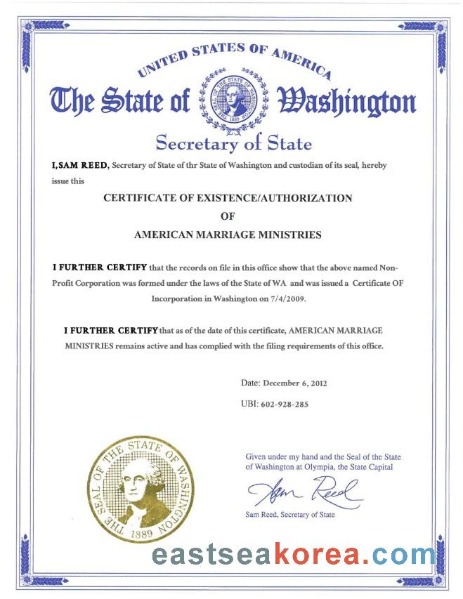 UNITED STATES OF AMERICA
The State of Washington
Secretary of State
I,SAM REED, Secretary of State of thr State of Washington and custodian of its seal, hereby
issue this
CERTIFICATE OF EXISTENCE/AUTHORIZATION
OF
AMERICAN MARRIAGE MINISTRIES
I FURTHER CERTIFY that the records on file in this office show that the above named Non-
Profit Corporation was formed under the laws of the State of WA and was issued a Certificate OF
Incorporation in Washington on 7/4/2009.
I FURTHER CERTIFY that as of the date of this certificate, AMERICAN MARRIAGE
MINISTRIES remains active and has complied with the filing requirements of this office.
Date: December 6, 2012
UBI: 602-928-285
THE SEAL OF THE STATE OF WASHINGTON
1889
Given under my hand and the Seal of the State
of Washington at Olympia, the State Capital
Sam Reed
Sam Reed, Secretary of State
eastseakorea.com